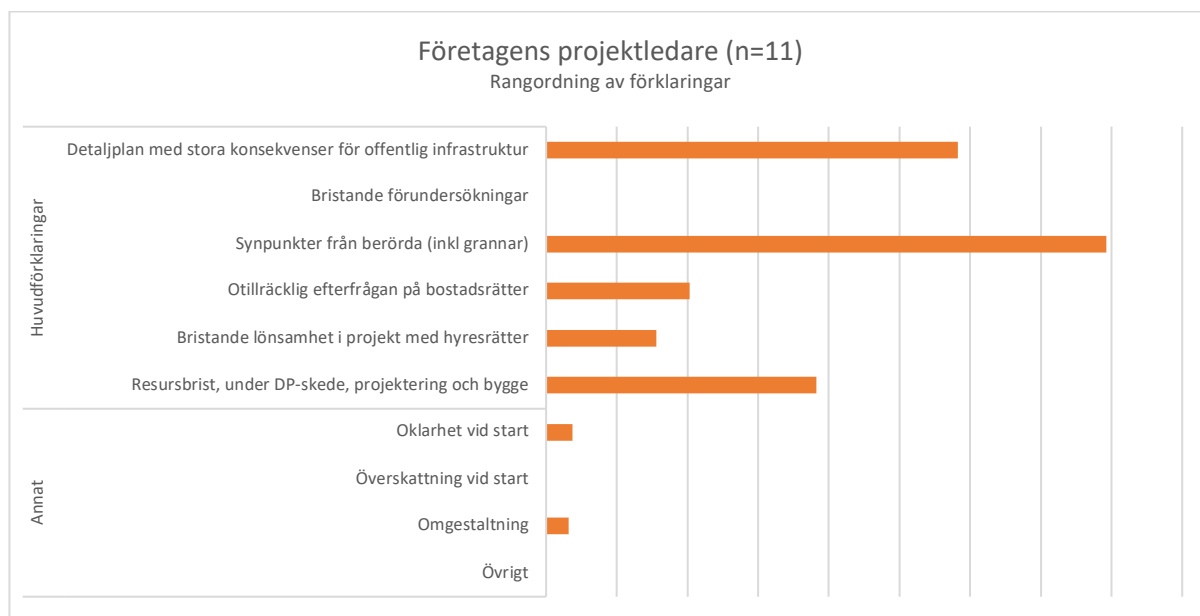 Företagens projektledare (n=11)
Rangordning av förklaringar
Huvudförklaringar
Detaljplan med stora konsekvenser för offentlig infrastruktur
Bristande förundersökningar
Synpunkter från berörda (inkl grannar)
Otillräcklig efterfrågan på bostadsrätter
Bristande lönsamhet i projekt med hyresrätter
Resursbrist, under DP-skede, projektering och bygge
Annat
Oklarhet vid start
Överskattning vid start
Omgestaltning
Övrigt